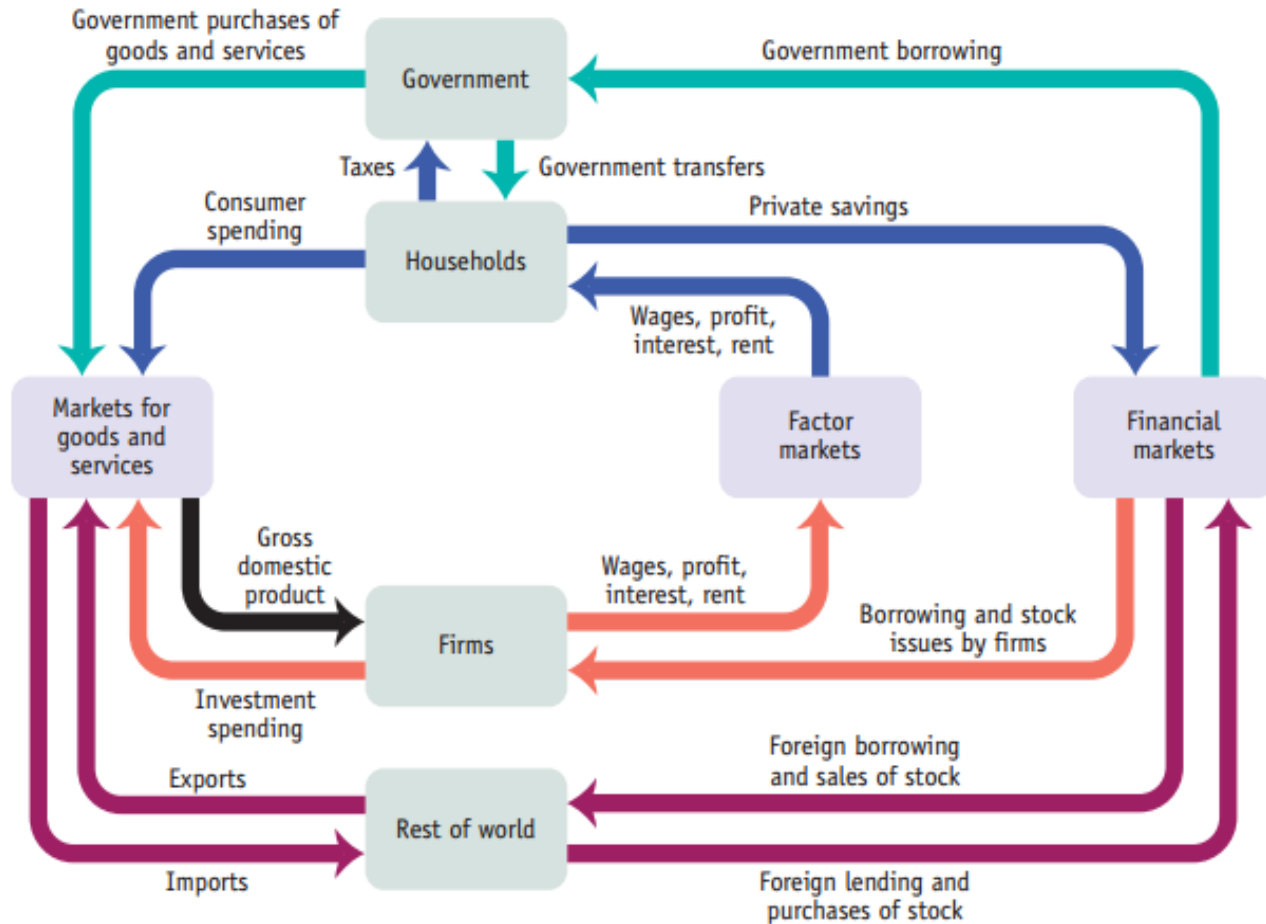 Government purchases of
goods and services
Government
Government borrowing
Taxes
Government transfers
Consumer
spending
Households
Private savings
Wages, profit,
interest, rent
Markets for
goods and
services
Factor
markets
Financial
markets
Gross
domestic
product
Wages, profit,
interest, rent
Firms
Borrowing and stock
issues by firms
Investment
spending
Foreign borrowing
and sales of stock
Exports
Rest of world
Imports
Foreign lending and
purchases of stock